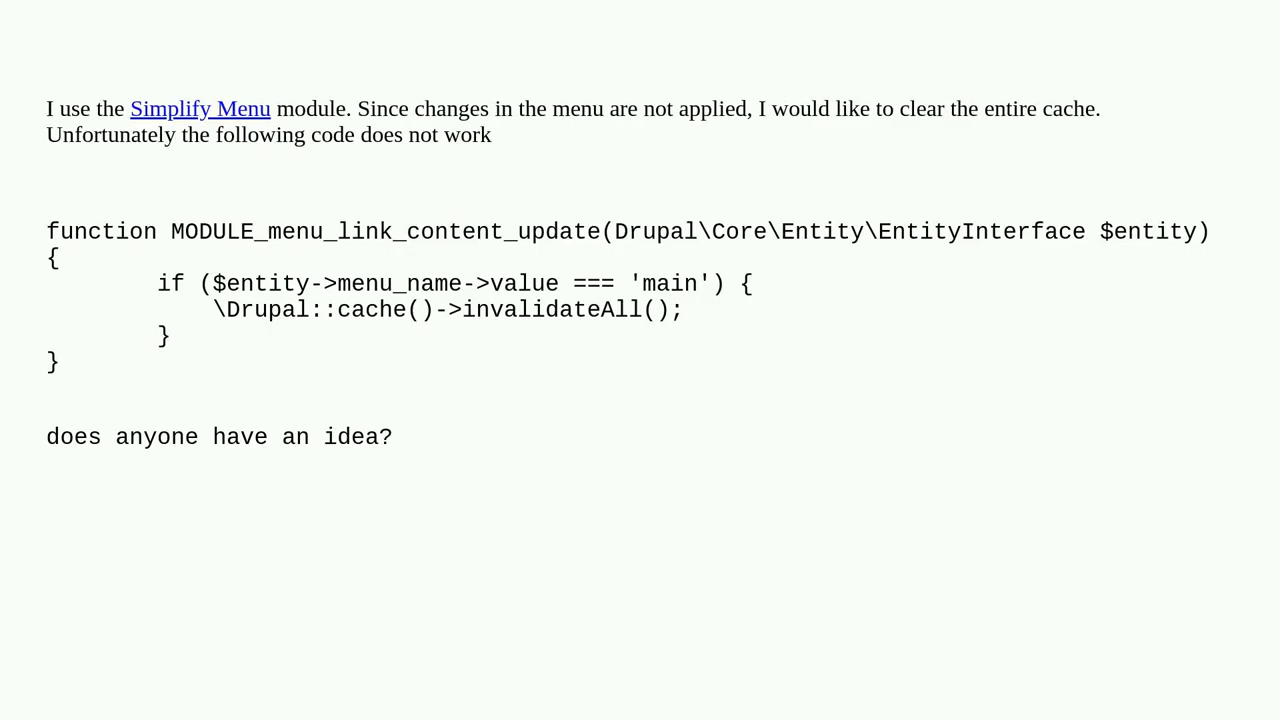 I use the Simplify Menu module. Since changes in the menu are not applied, I would like to clear the entire cache.
Unfortunately the following code does not work
function MODULE_menu_link_content_update(Drupal\Core\Entity\EntityInterface $entity)
{
        if ($entity->menu_name->value === 'main') {
            \Drupal::cache()->invalidateAll();
        }
}
does anyone have an idea?